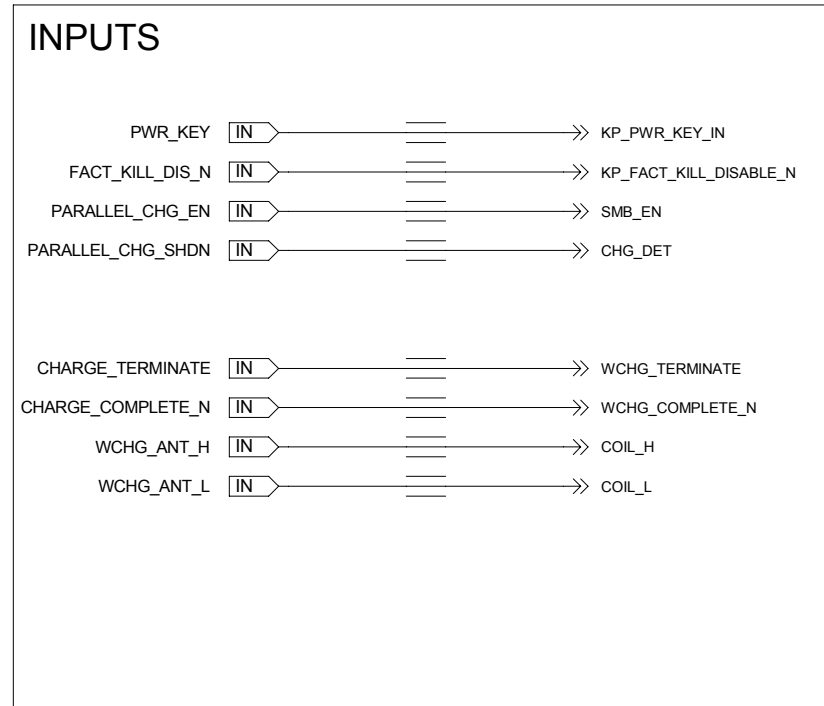 INPUTS
PWR_KEY IN KP_PWR_KEY_IN
FACT_KILL_DIS_N IN KP_FACT_KILL_DISABLE_N
PARALLEL_CHG_EN IN SMB_EN
PARALLEL_CHG_SHDN IN CHG_DET
CHARGE_TERMINATE IN WCHG_TERMINATE
CHARGE_COMPLETE_N IN WCHG_COMPLETE_N
WCHG_ANT_H IN COIL_H
WCHG_ANT_L IN COIL_L